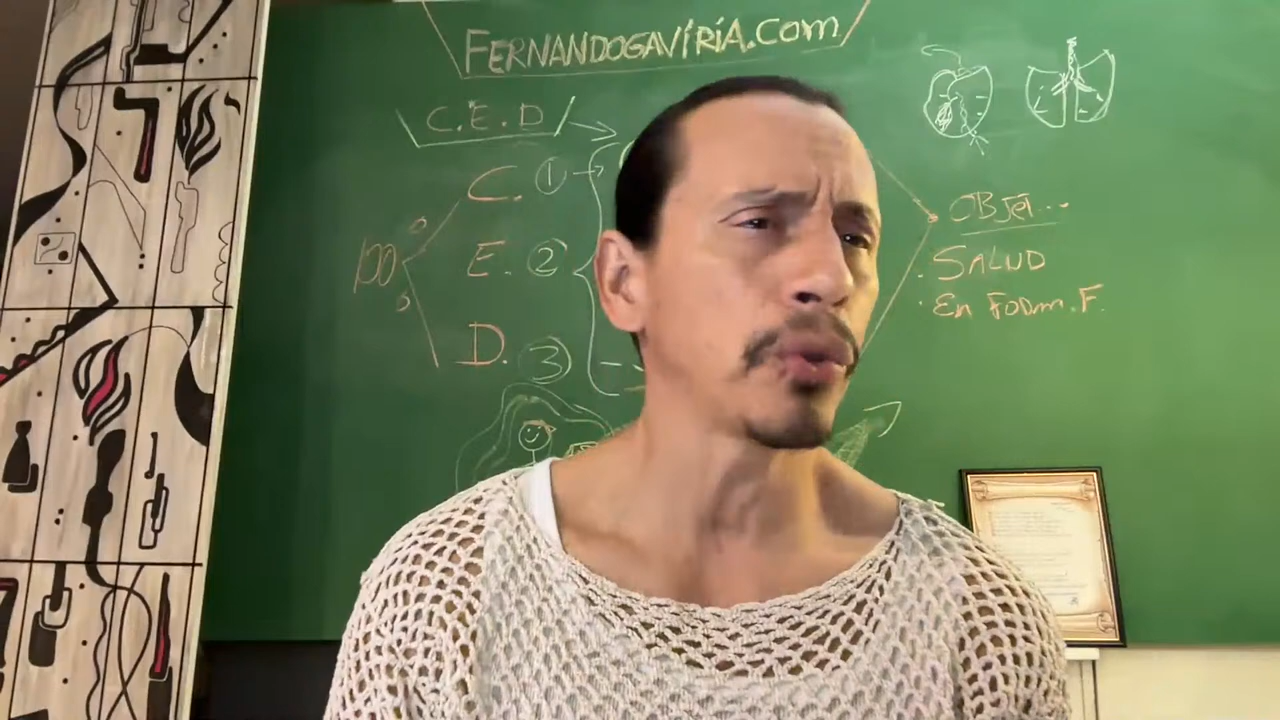 FERNANDOGAVIRIA.Com
C.E.D
C. 1
100
E. 2
D. 3
OBJET...
. SALUD
. En FORM. F.